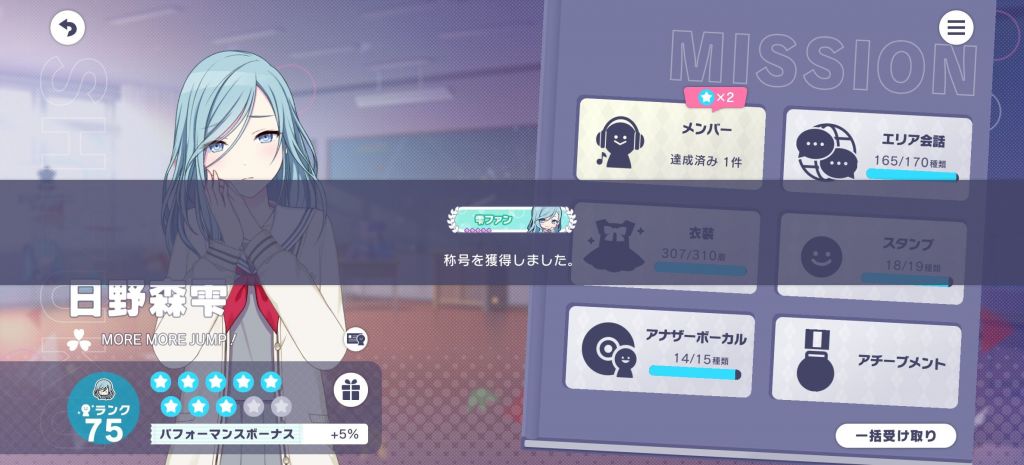 MISSION
×2
メンバー
達成済み 1件
エリア会話
165/170種類
雫ファン
称号を獲得しました。
衣装
307/310着
スタンプ
18/19種類
日野森雫
MORE MORE JUMP!
アナザーボーカル
14/15種類
アチーブメント
ランク
75
パフォーマンスボーナス +5%
一括受け取り